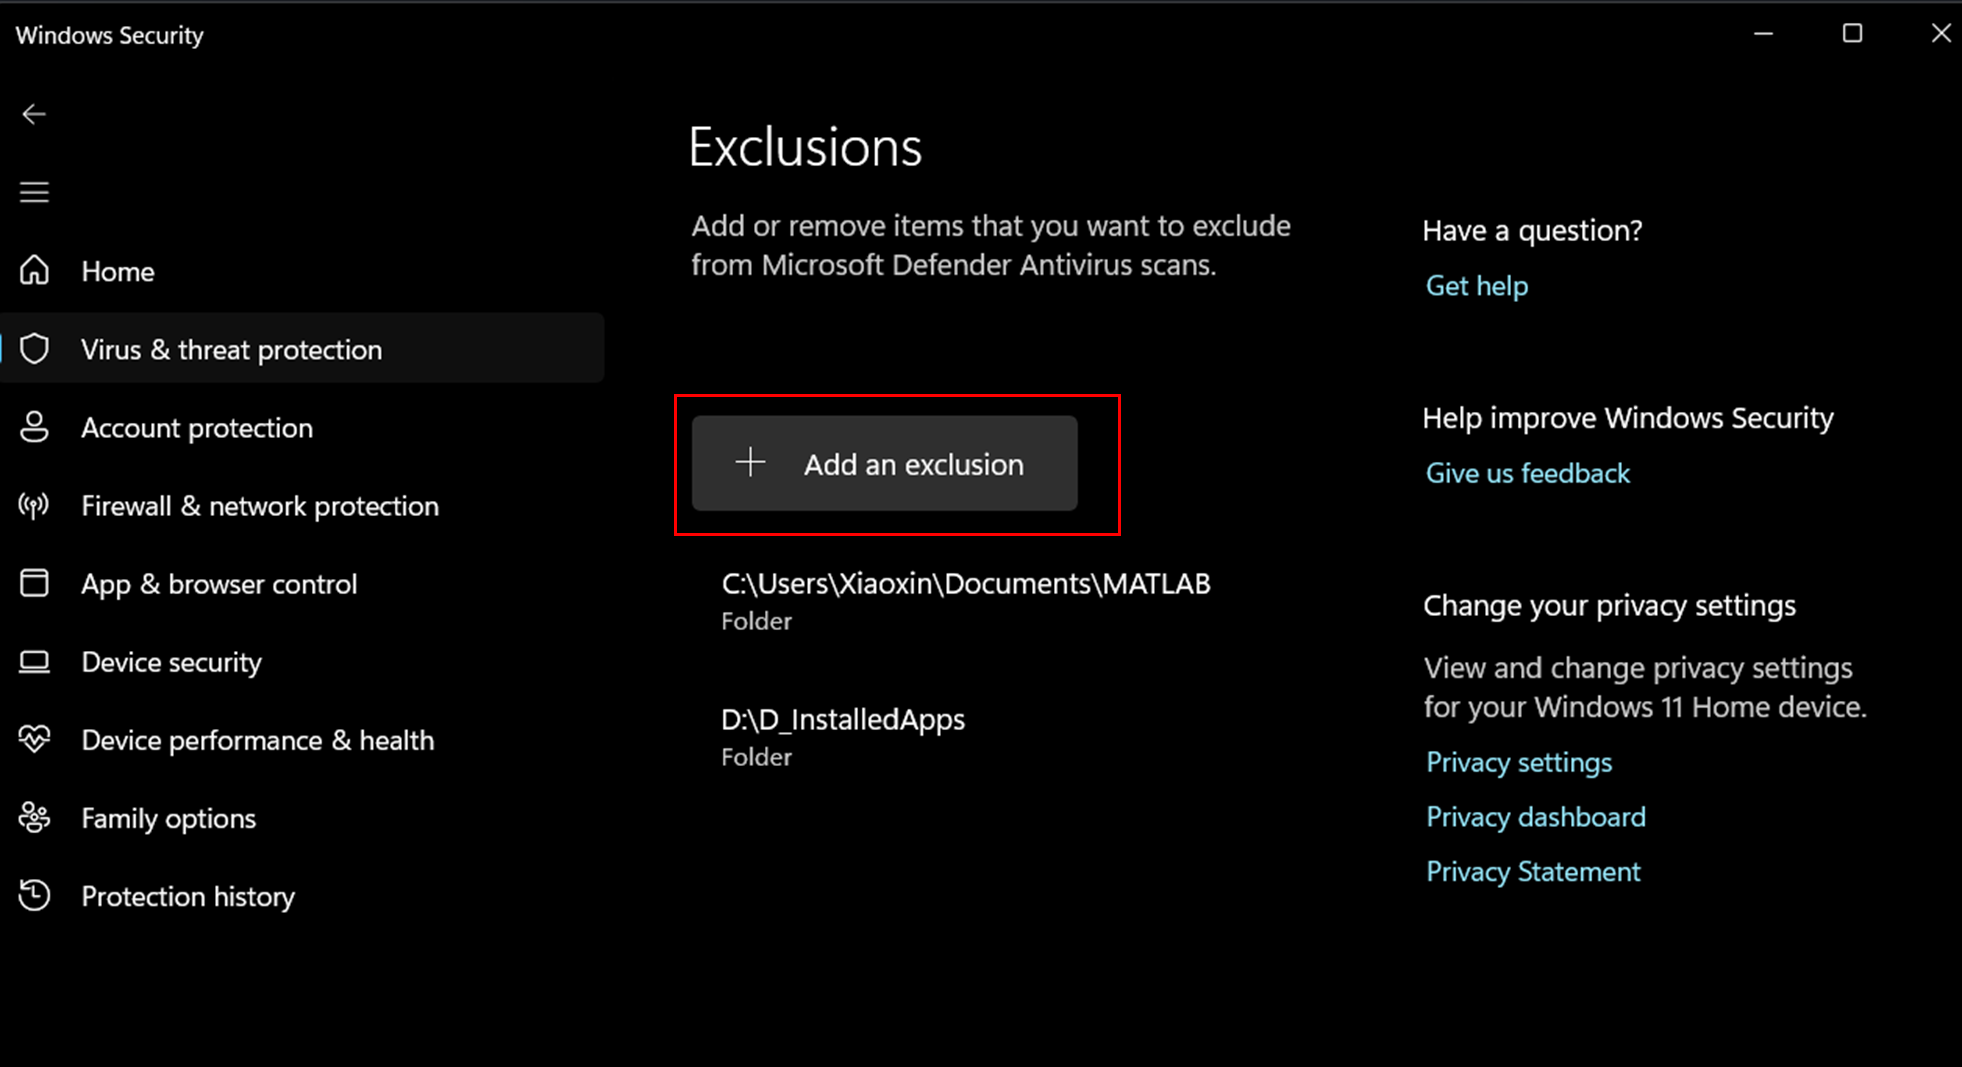 Windows Security
Home
Virus & threat protection
Account protection
Firewall & network protection
App & browser control
Device security
Device performance & health
Family options
Protection history
Exclusions
Add or remove items that you want to exclude
from Microsoft Defender Antivirus scans.
Add an exclusion
C:\Users\Xiaoxin\Documents\MATLAB
Folder
D:\D_InstalledApps
Folder
Have a question?
Get help
Help improve Windows Security
Give us feedback
Change your privacy settings
View and change privacy settings
for your Windows 11 Home device.
Privacy settings
Privacy dashboard
Privacy Statement